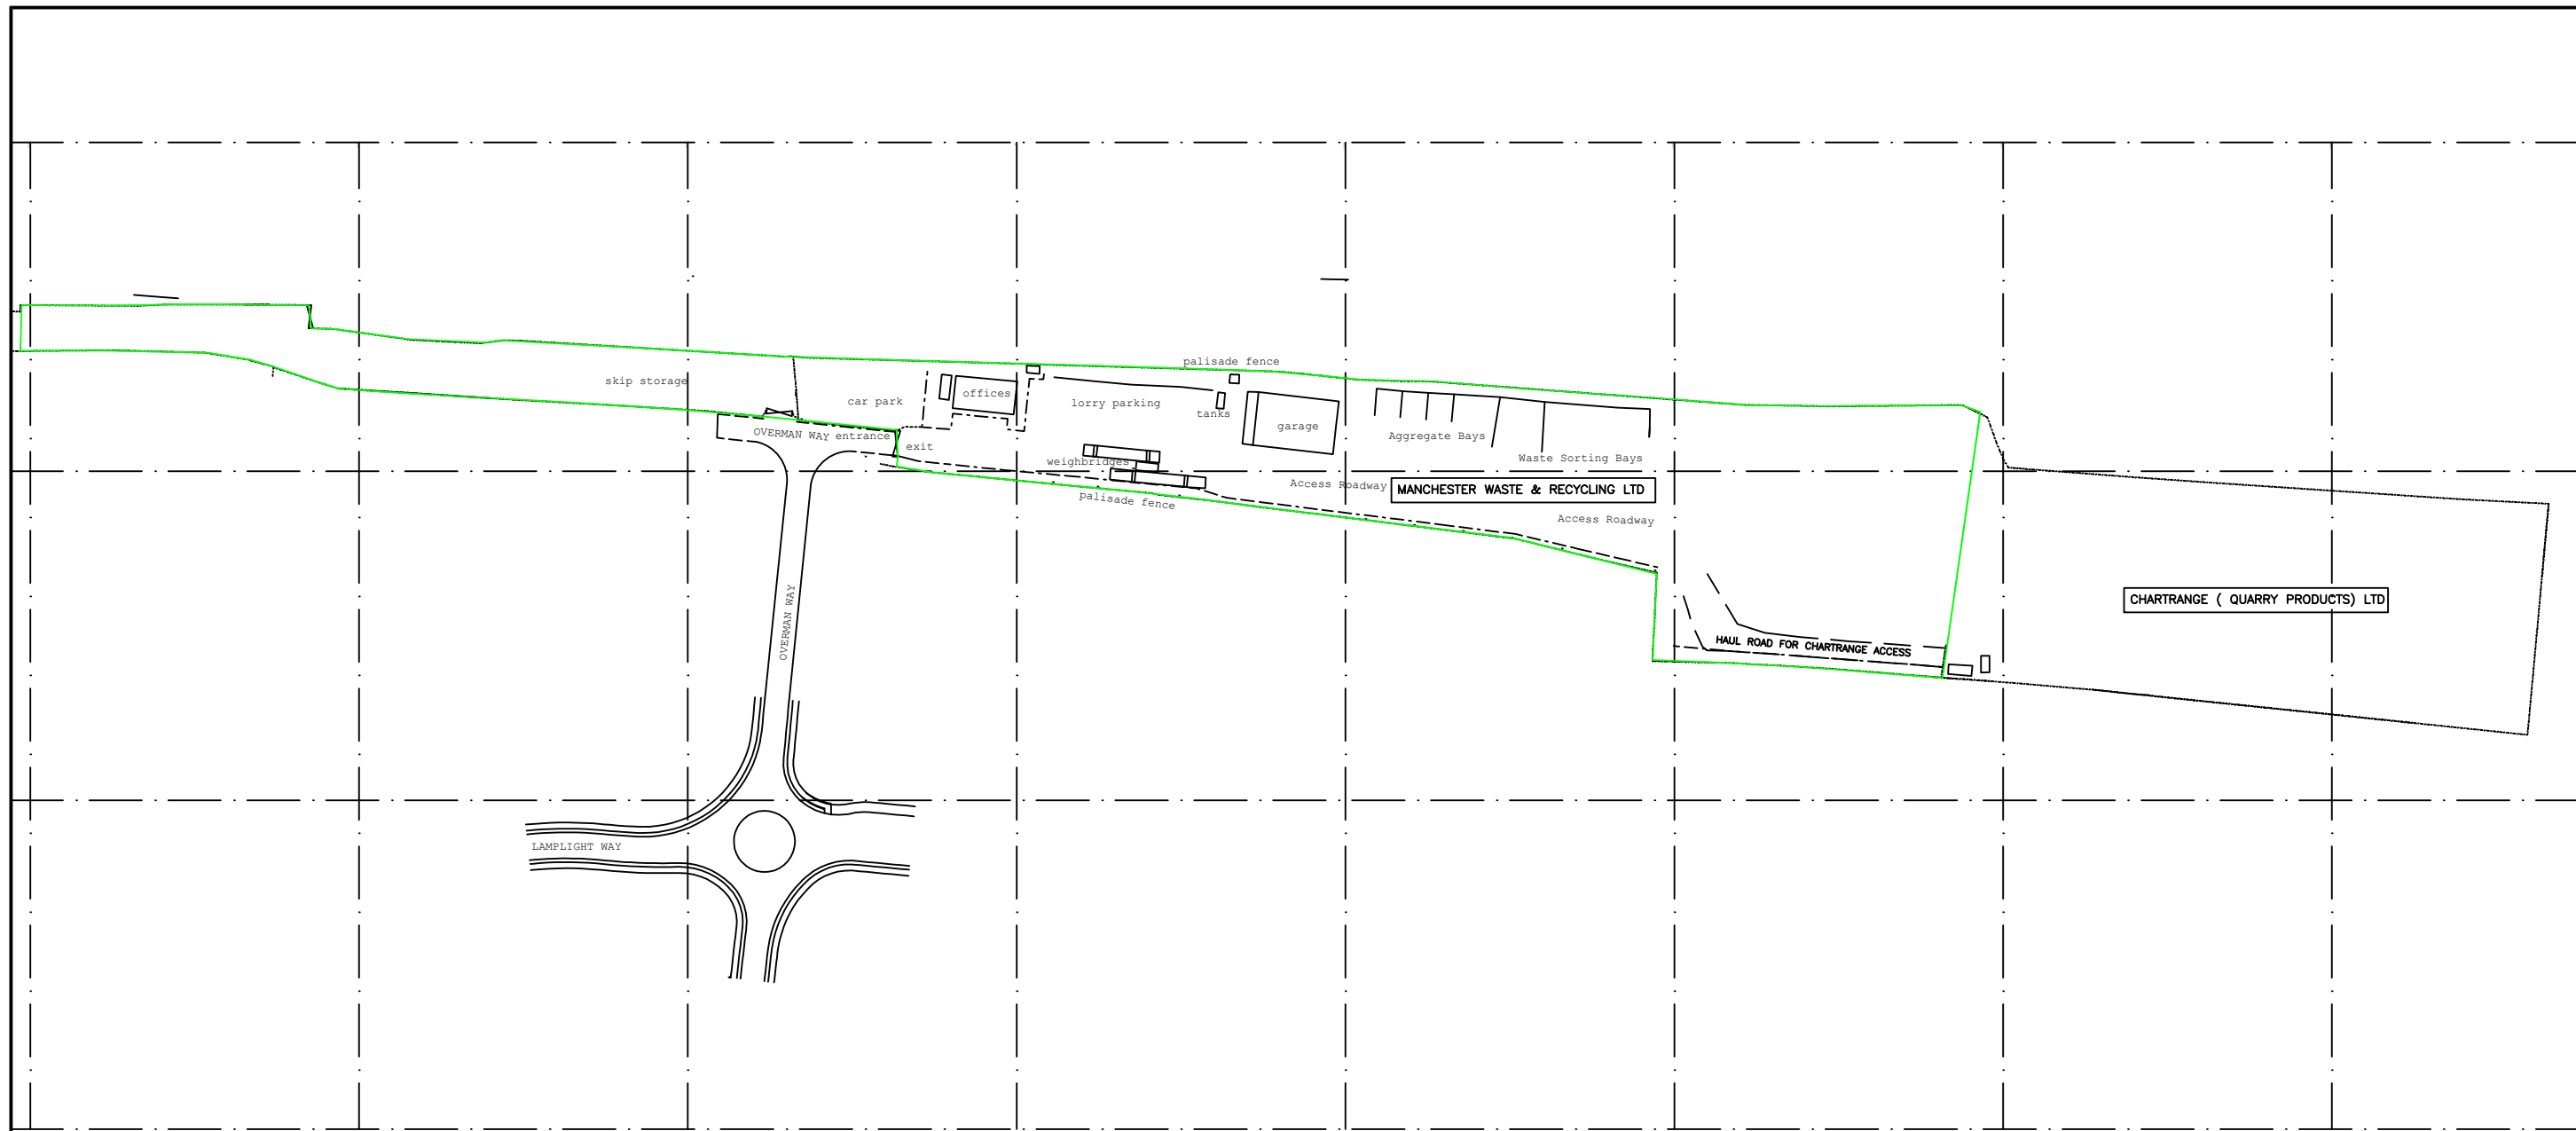 palisade fence
skip storage
car park
offices
lorry parking
tanks
garage
OVERMAN WAY entrance
exit
Aggregate Bays
weighbridges
Waste Sorting Bays
Access Roadway
MANCHESTER WASTE & RECYCLING LTD
palisade fence
Access Roadway
CHARTRANGE ( QUARRY PRODUCTS) LTD
OVERMAN WAY
HAUL ROAD FOR CHARTRANGE ACCESS
LAMPLIGHT WAY